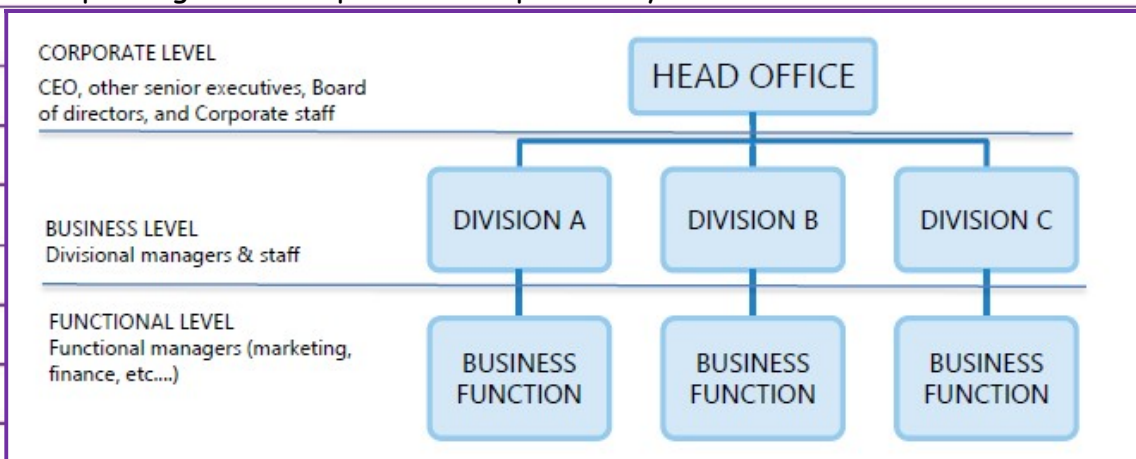 CORPORATE LEVEL
CEO, other senior executives, Board
of directors, and Corporate staff
HEAD OFFICE
BUSINESS LEVEL
Divisional managers & staff
DIVISION A
DIVISION B
DIVISION C
FUNCTIONAL LEVEL
Functional managers (marketing,
finance, etc....)
BUSINESS
FUNCTION
BUSINESS
FUNCTION
BUSINESS
FUNCTION